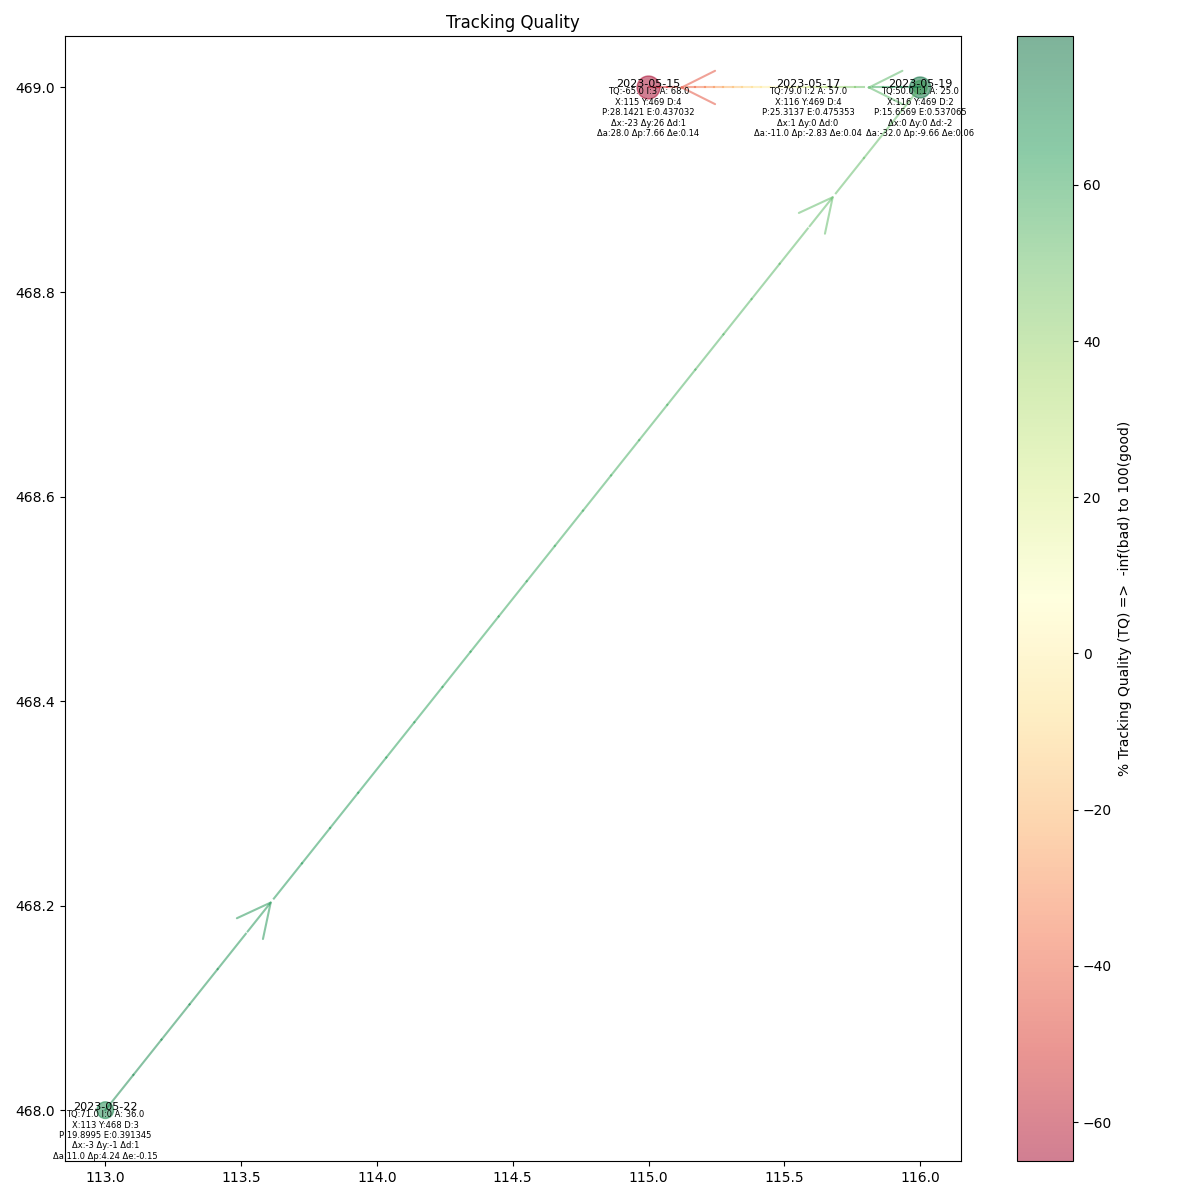 Tracking Quality
2023-05-15
TQ:-65.0 I:3 A: 68.0
X:115 Y:469 D:4
P:28.1421 E:0.437032
Δx:-23 Δy:26 Δd:1
Δa:28.0 Δp:7.66 Δe:0.14
2023-05-17
TQ:79.0 I:2 A: 57.0
X:116 Y:469 D:4
P:25.3137 E:0.475353
Δx:1 Δy:0 Δd:0
Δa:-11.0 Δp:-2.83 Δe:0.04
2023-05-19
TQ:50.0 I:1 A: 25.0
X:116 Y:469 D:2
P:15.6569 E:0.537065
Δx:0 Δy:0 Δd:-2
Δa:-32.0 Δp:-9.66 Δe:0.06
2023-05-22
TQ:71.0 I:0 A: 36.0
X:113 Y:468 D:3
P:19.8995 E:0.391345
Δx:-3 Δy:-1 Δd:1
Δa:11.0 Δp:4.24 Δe:-0.15
469.0
468.8
468.6
468.4
468.2
468.0
113.0
113.5
114.0
114.5
115.0
115.5
116.0
60
40
20
0
−20
−40
−60
% Tracking Quality (TQ) => -inf(bad) to 100(good)